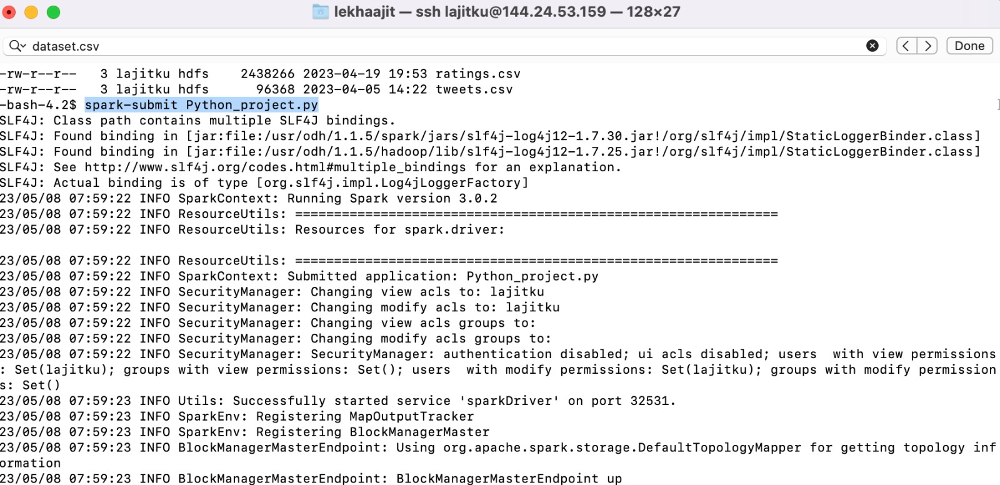 lekhaajit — ssh lajitku@144.24.53.159 — 128×27
dataset.csv
Done
-rw-r--r--   3 lajitku hdfs    2438266 2023-04-19 19:53 ratings.csv
-rw-r--r--   3 lajitku hdfs      96368 2023-04-05 14:22 tweets.csv
-bash-4.2$ spark-submit Python_project.py
SLF4J: Class path contains multiple SLF4J bindings.
SLF4J: Found binding in [jar:file:/usr/odh/1.1.5/spark/jars/slf4j-log4j12-1.7.30.jar!/org/slf4j/impl/StaticLoggerBinder.class]
SLF4J: Found binding in [jar:file:/usr/odh/1.1.5/hadoop/lib/slf4j-log4j12-1.7.25.jar!/org/slf4j/impl/StaticLoggerBinder.class]
SLF4J: See http://www.slf4j.org/codes.html#multiple_bindings for an explanation.
SLF4J: Actual binding is of type [org.slf4j.impl.Log4jLoggerFactory]
23/05/08 07:59:22 INFO SparkContext: Running Spark version 3.0.2
23/05/08 07:59:22 INFO ResourceUtils: ==============================================================
23/05/08 07:59:22 INFO ResourceUtils: Resources for spark.driver:
23/05/08 07:59:22 INFO ResourceUtils: ==============================================================
23/05/08 07:59:22 INFO SparkContext: Submitted application: Python_project.py
23/05/08 07:59:22 INFO SecurityManager: Changing view acls to: lajitku
23/05/08 07:59:22 INFO SecurityManager: Changing modify acls to: lajitku
23/05/08 07:59:22 INFO SecurityManager: Changing view acls groups to:
23/05/08 07:59:22 INFO SecurityManager: Changing modify acls groups to:
23/05/08 07:59:22 INFO SecurityManager: SecurityManager: authentication disabled; ui acls disabled; users  with view permissions
: Set(lajitku); groups with view permissions: Set(); users  with modify permissions: Set(lajitku); groups with modify permission
s: Set()
23/05/08 07:59:23 INFO Utils: Successfully started service 'sparkDriver' on port 32531.
23/05/08 07:59:23 INFO SparkEnv: Registering MapOutputTracker
23/05/08 07:59:23 INFO SparkEnv: Registering BlockManagerMaster
23/05/08 07:59:23 INFO BlockManagerMasterEndpoint: Using org.apache.spark.storage.DefaultTopologyMapper for getting topology inf
ormation
23/05/08 07:59:23 INFO BlockManagerMasterEndpoint: BlockManagerMasterEndpoint up